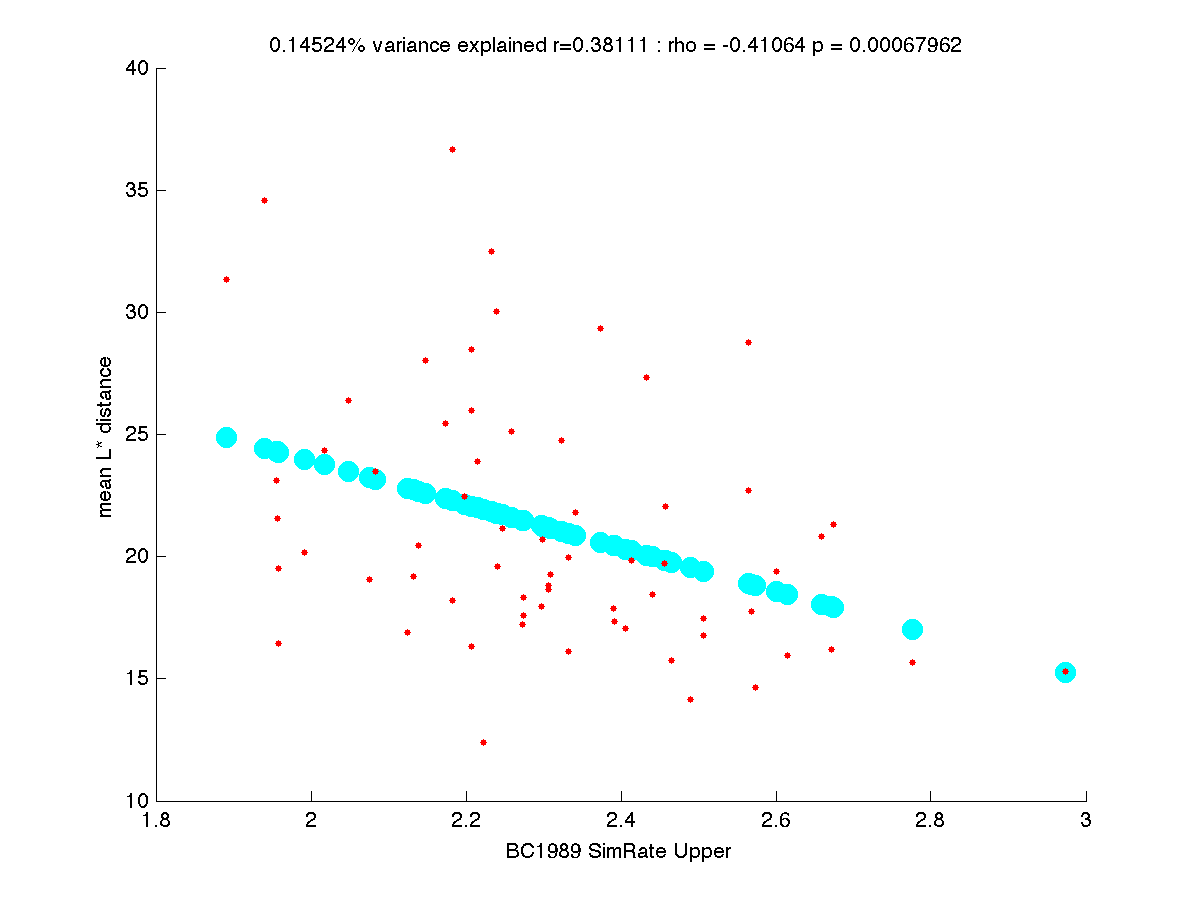 0.14524% variance explained r=0.38111 : rho = -0.41064 p = 0.00067962
40
35
30
25
20
15
10
mean L* distance
1.8 2 2.2 2.4 2.6 2.8 3
BC1989 SimRate Upper